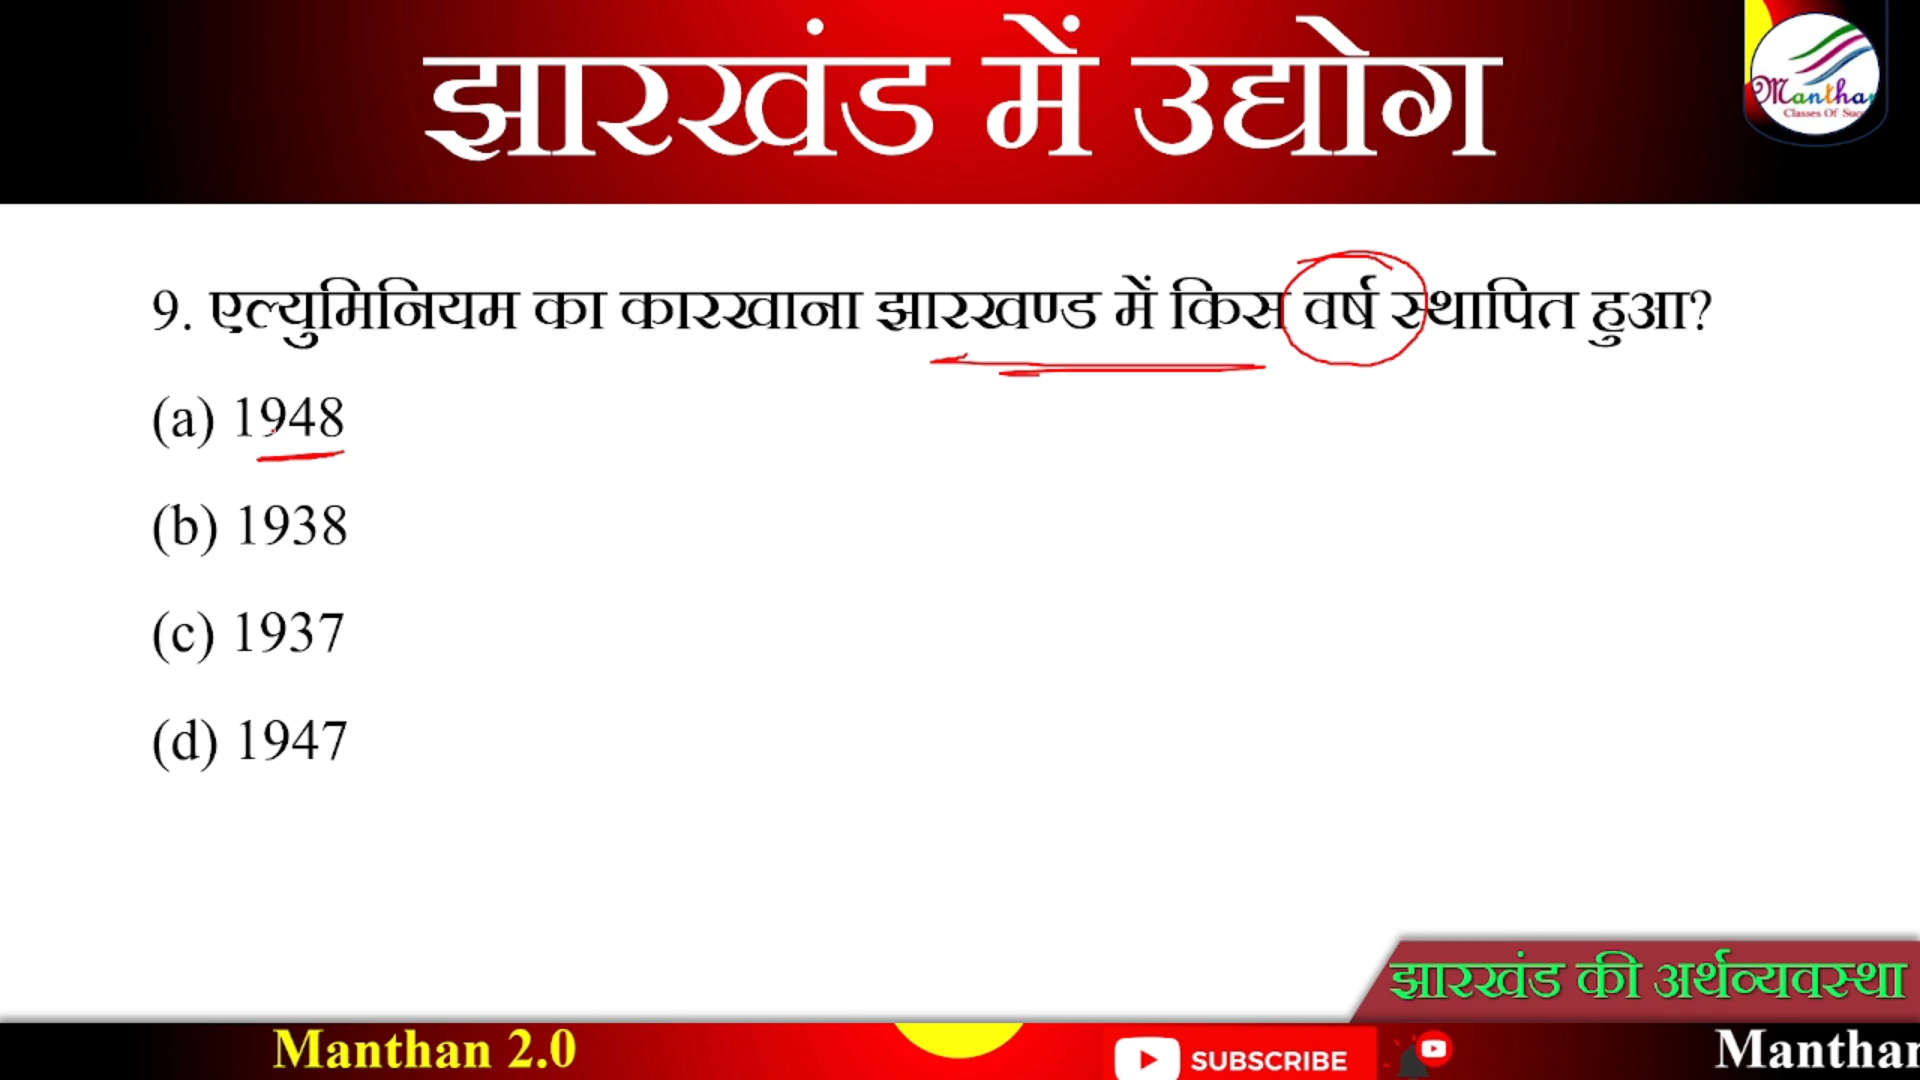 झारखंड में उद्योग
Mantha
Classes Of Suc
9. एल्युमिनियम का कारखाना झारखण्ड में किस वर्ष स्थापित हुआ?
(a) 1948
(b) 1938
(c) 1937
(d) 1947
झारखंड की अर्थव्यवस्था
Manthan 2.0
SUBSCRIBE
Manthan